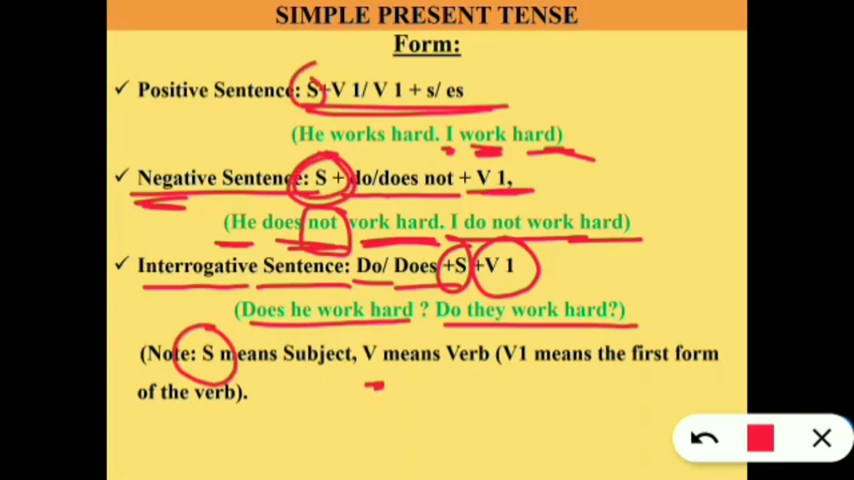 SIMPLE PRESENT TENSE
Form:
✓ Positive Sentence: S+V 1/ V 1 + s/ es
(He works hard. I work hard)
✓ Negative Sentence: S + do/does not + V 1,
(He does not work hard. I do not work hard)
✓ Interrogative Sentence: Do/ Does +S +V 1
(Does he work hard ? Do they work hard?)
(Note: S means Subject, V means Verb (V1 means the first form
of the verb).